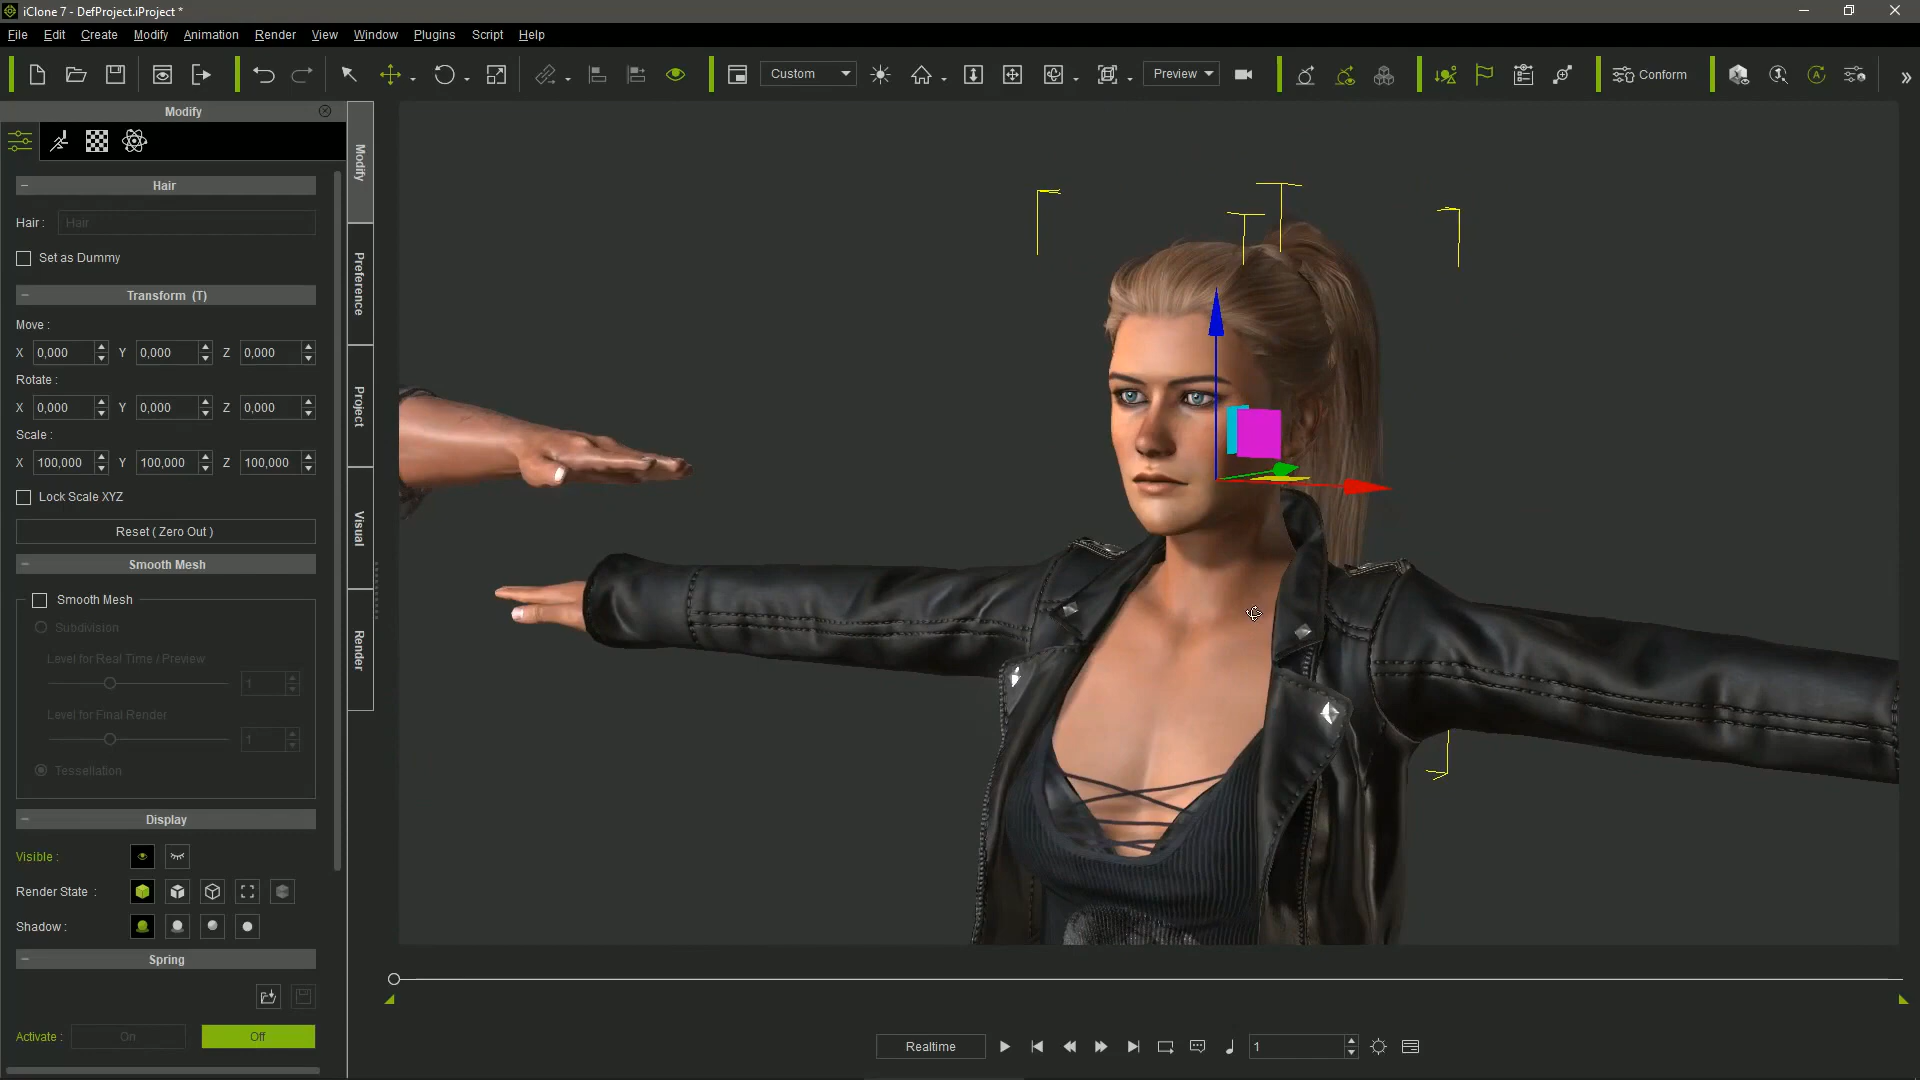 iClone 7 - DefProject.iProject *
File Edit Create Modify Animation Render View Window Plugins Script Help
Custom Preview Conform
Modify
Hair
Hair : Hair
Set as Dummy
Transform (T)
Move :
X 0,000 Y 0,000 Z 0,000
Rotate :
X 0,000 Y 0,000 Z 0,000
Scale :
X 100,000 Y 100,000 Z 100,000
Lock Scale XYZ
Reset ( Zero Out )
Smooth Mesh
Smooth Mesh
Subdivision
Level for Real Time / Preview
1
Level for Final Render
1
Tessellation
Display
Visible :
Render State :
Shadow :
Spring
Activate : On Off
Modify
Preference
Project
Visual
Render
Realtime 1